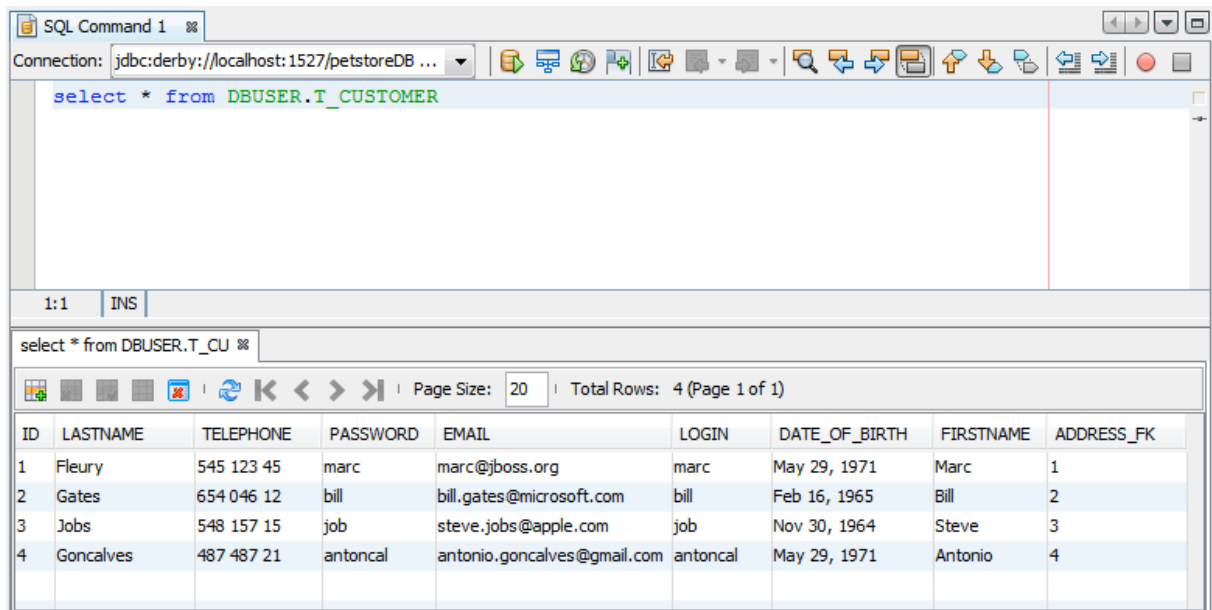 SQL Command 1
Connection: jdbc:derby://localhost:1527/petstoreDB ...
select * from DBUSER.T_CUSTOMER
1:1 INS
select * from DBUSER.T_CU
Page Size: 20 Total Rows: 4 (Page 1 of 1)
ID LASTNAME TELEPHONE PASSWORD EMAIL LOGIN DATE_OF_BIRTH FIRSTNAME ADDRESS_FK
1 Fleury 545 123 45 marc marc@jboss.org marc May 29, 1971 Marc 1
2 Gates 654 046 12 bill bill.gates@microsoft.com bill Feb 16, 1965 Bill 2
3 Jobs 548 157 15 job steve.jobs@apple.com job Nov 30, 1964 Steve 3
4 Goncalves 487 487 21 antoncal antonio.goncalves@gmail.com antoncal May 29, 1971 Antonio 4